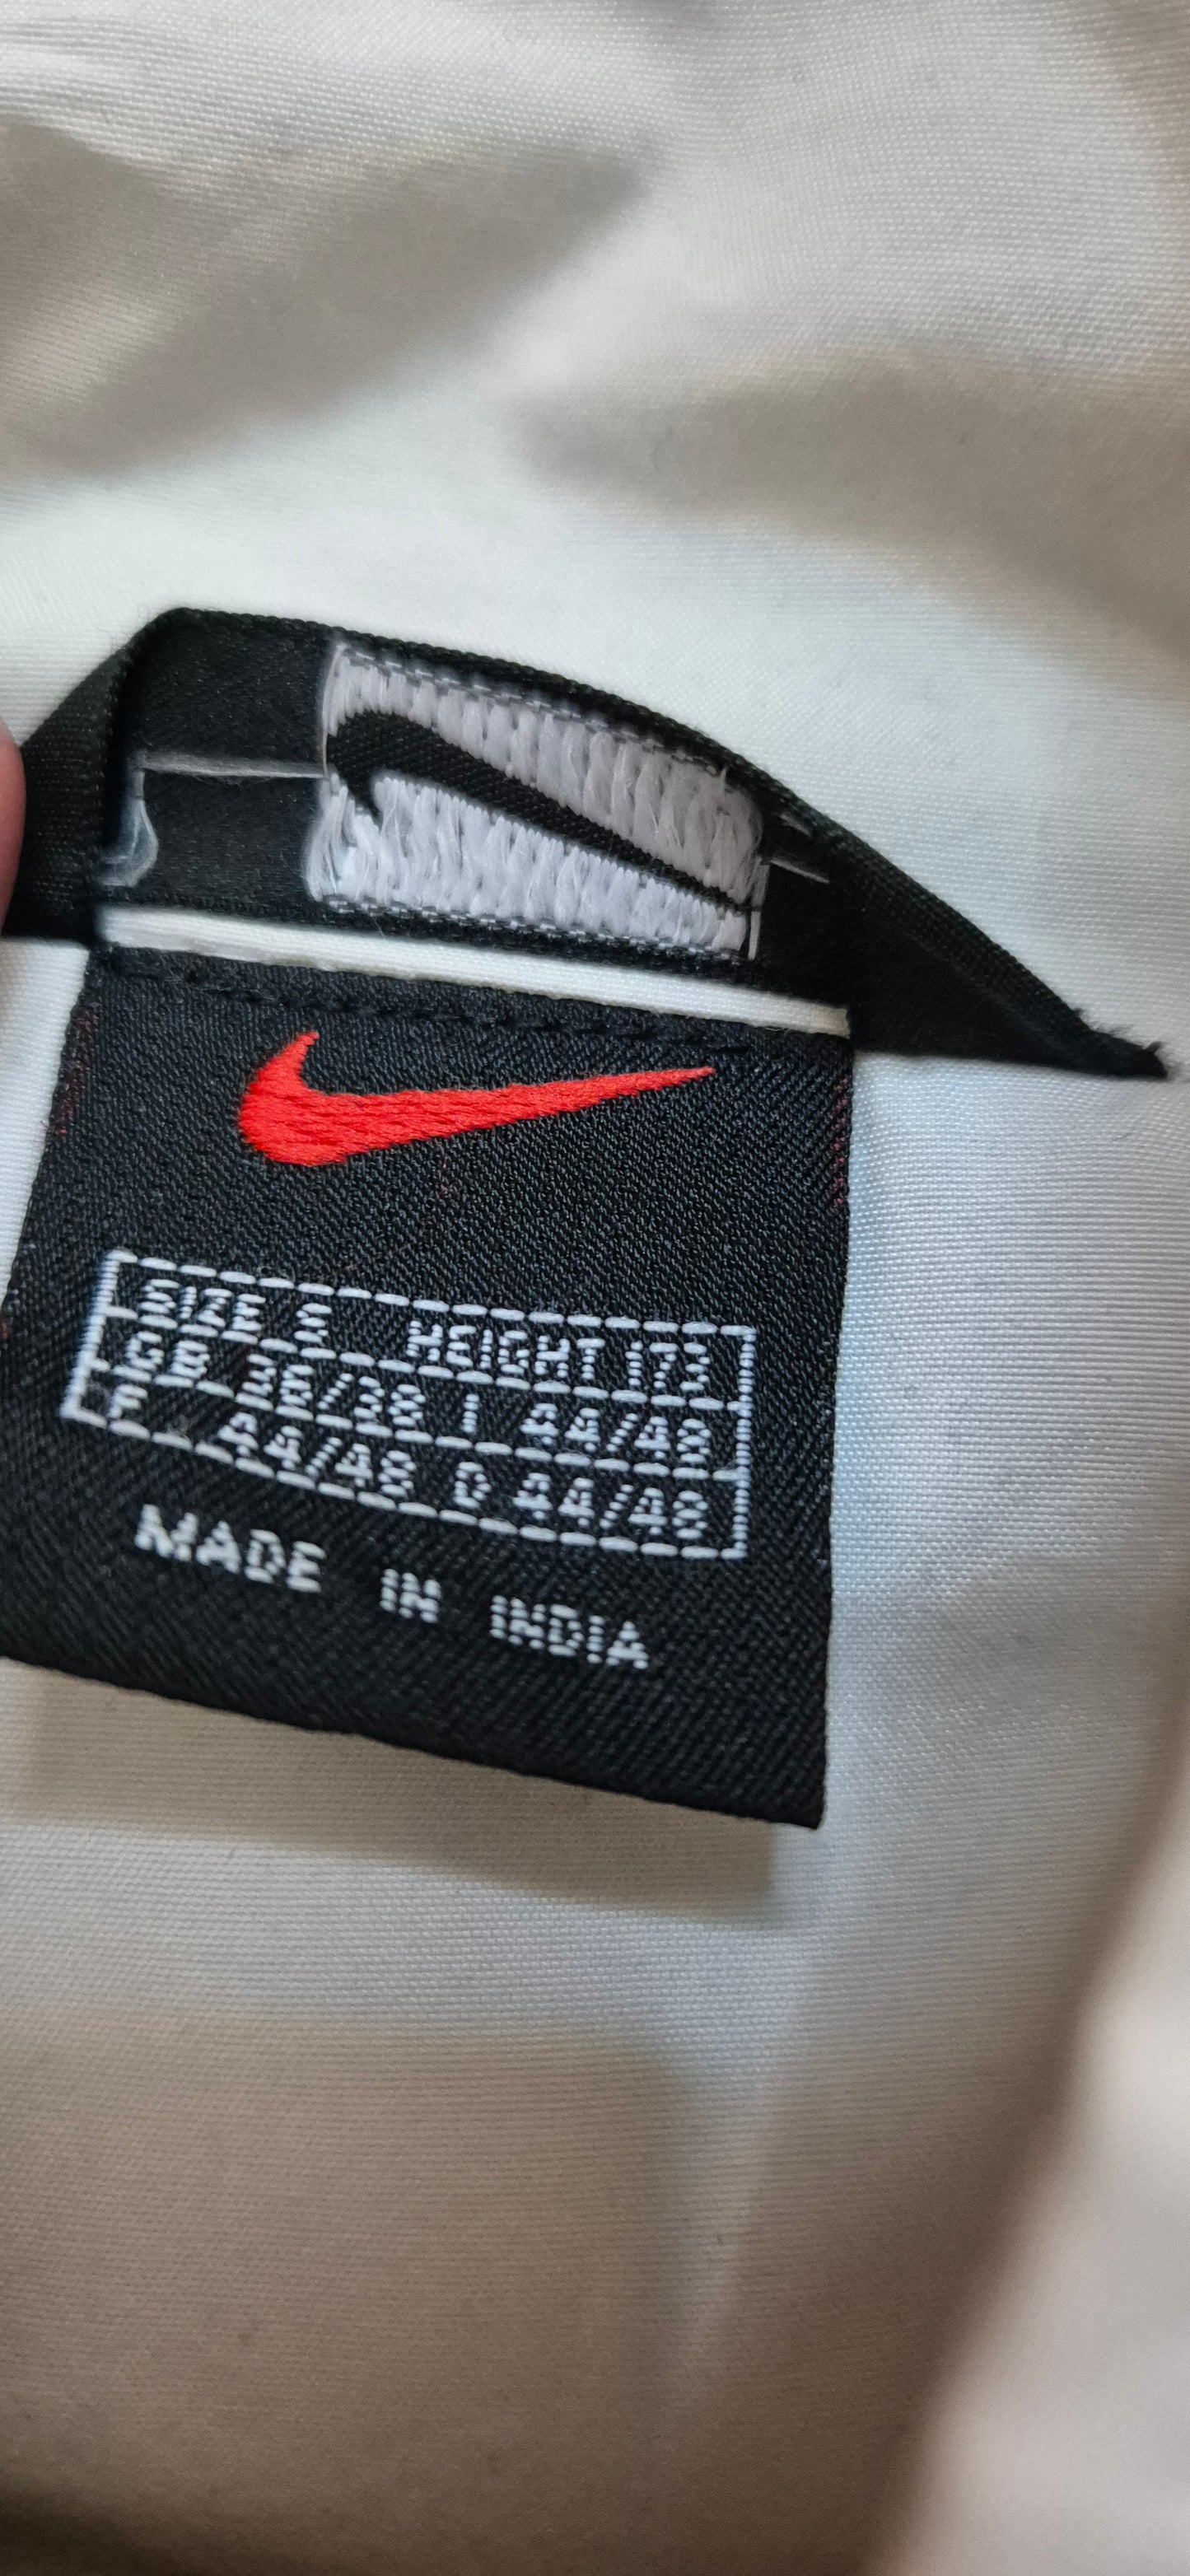 SIZE S HEIGHT 173
GB 36/38 I 44/48
F 44/48 D 44/48
MADE IN INDIA